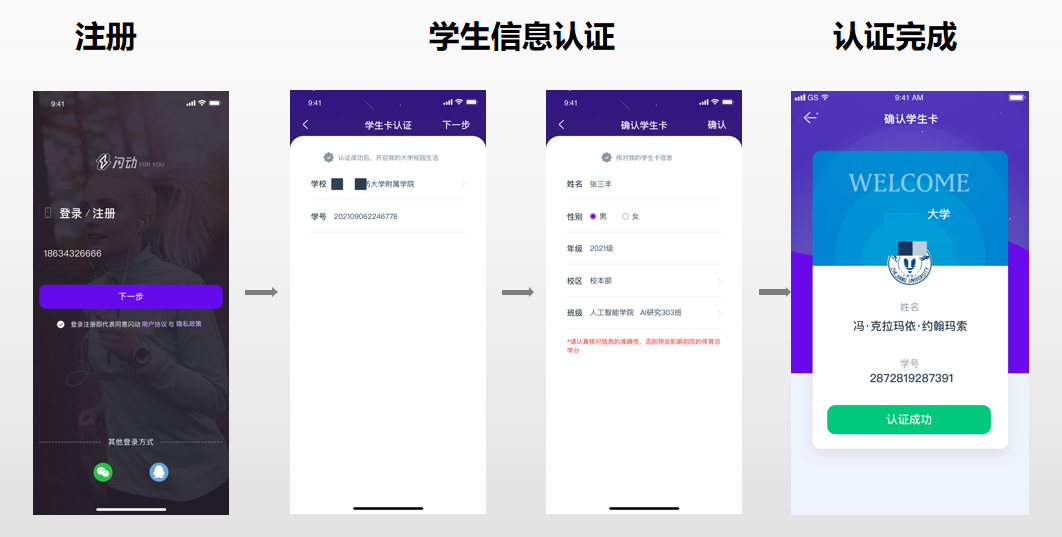 注册
学生信息认证
认证完成
9:41
闪动 FOR YOU
登录 / 注册
18634326666
下一步
登录注册即代表同意闪动 用户协议 与 隐私政策
其他登录方式
9:41
学生卡认证
下一步
认证成功后，开启我的大学校园生活
学校 药大学附属学院
学号 202109062246778
9:41
确认学生卡
确认
核对我的学生卡信息
姓名 张三丰
性别 男 女
年级 2021级
校区 校本部
班级 人工智能学院 AI研究303班
*请认真核对信息的准确性，否则将会影响到您的体育总
学分
GS 9:41 AM
确认学生卡
WELCOME
大学
姓名
冯·克拉玛依·约翰玛索
学号
2872819287391
认证成功